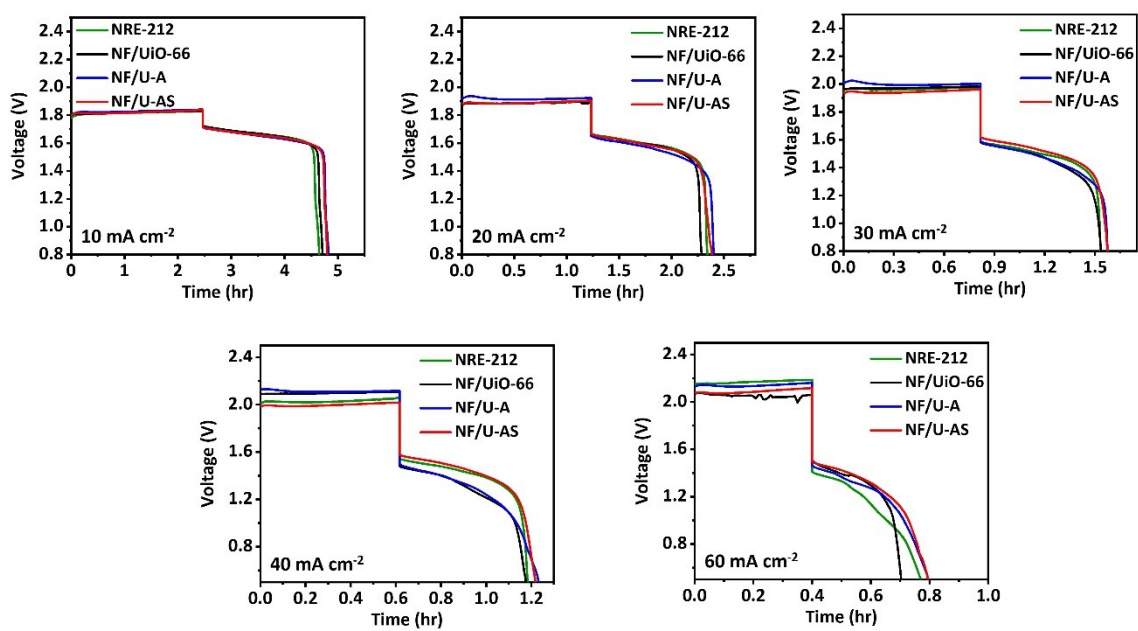 2.4
2.2
2.0
1.8
1.6
1.4
1.2
1.0
0.8
Voltage (V)
NRE-212
NF/UiO-66
NF/U-A
NF/U-AS
10 mA cm-2
0 1 2 3 4 5
Time (hr)
2.4
2.2
2.0
1.8
1.6
1.4
1.2
1.0
0.8
Voltage (V)
NRE-212
NF/UiO-66
NF/U-A
NF/U-AS
20 mA cm-2
0.0 0.5 1.0 1.5 2.0 2.5
Time (hr)
2.4
2.0
1.6
1.2
0.8
Voltage (V)
NRE-212
NF/UiO-66
NF/U-A
NF/U-AS
30 mA cm-2
0.0 0.3 0.6 0.9 1.2 1.5
Time (hr)
2.4
2.0
1.6
1.2
0.8
Voltage (V)
NRE-212
NF/UiO-66
NF/U-A
NF/U-AS
40 mA cm-2
0.0 0.2 0.4 0.6 0.8 1.0 1.2
Time (hr)
2.4
2.0
1.6
1.2
0.8
Voltage (V)
NRE-212
NF/UiO-66
NF/U-A
NF/U-AS
60 mA cm-2
0.0 0.2 0.4 0.6 0.8 1.0
Time (hr)